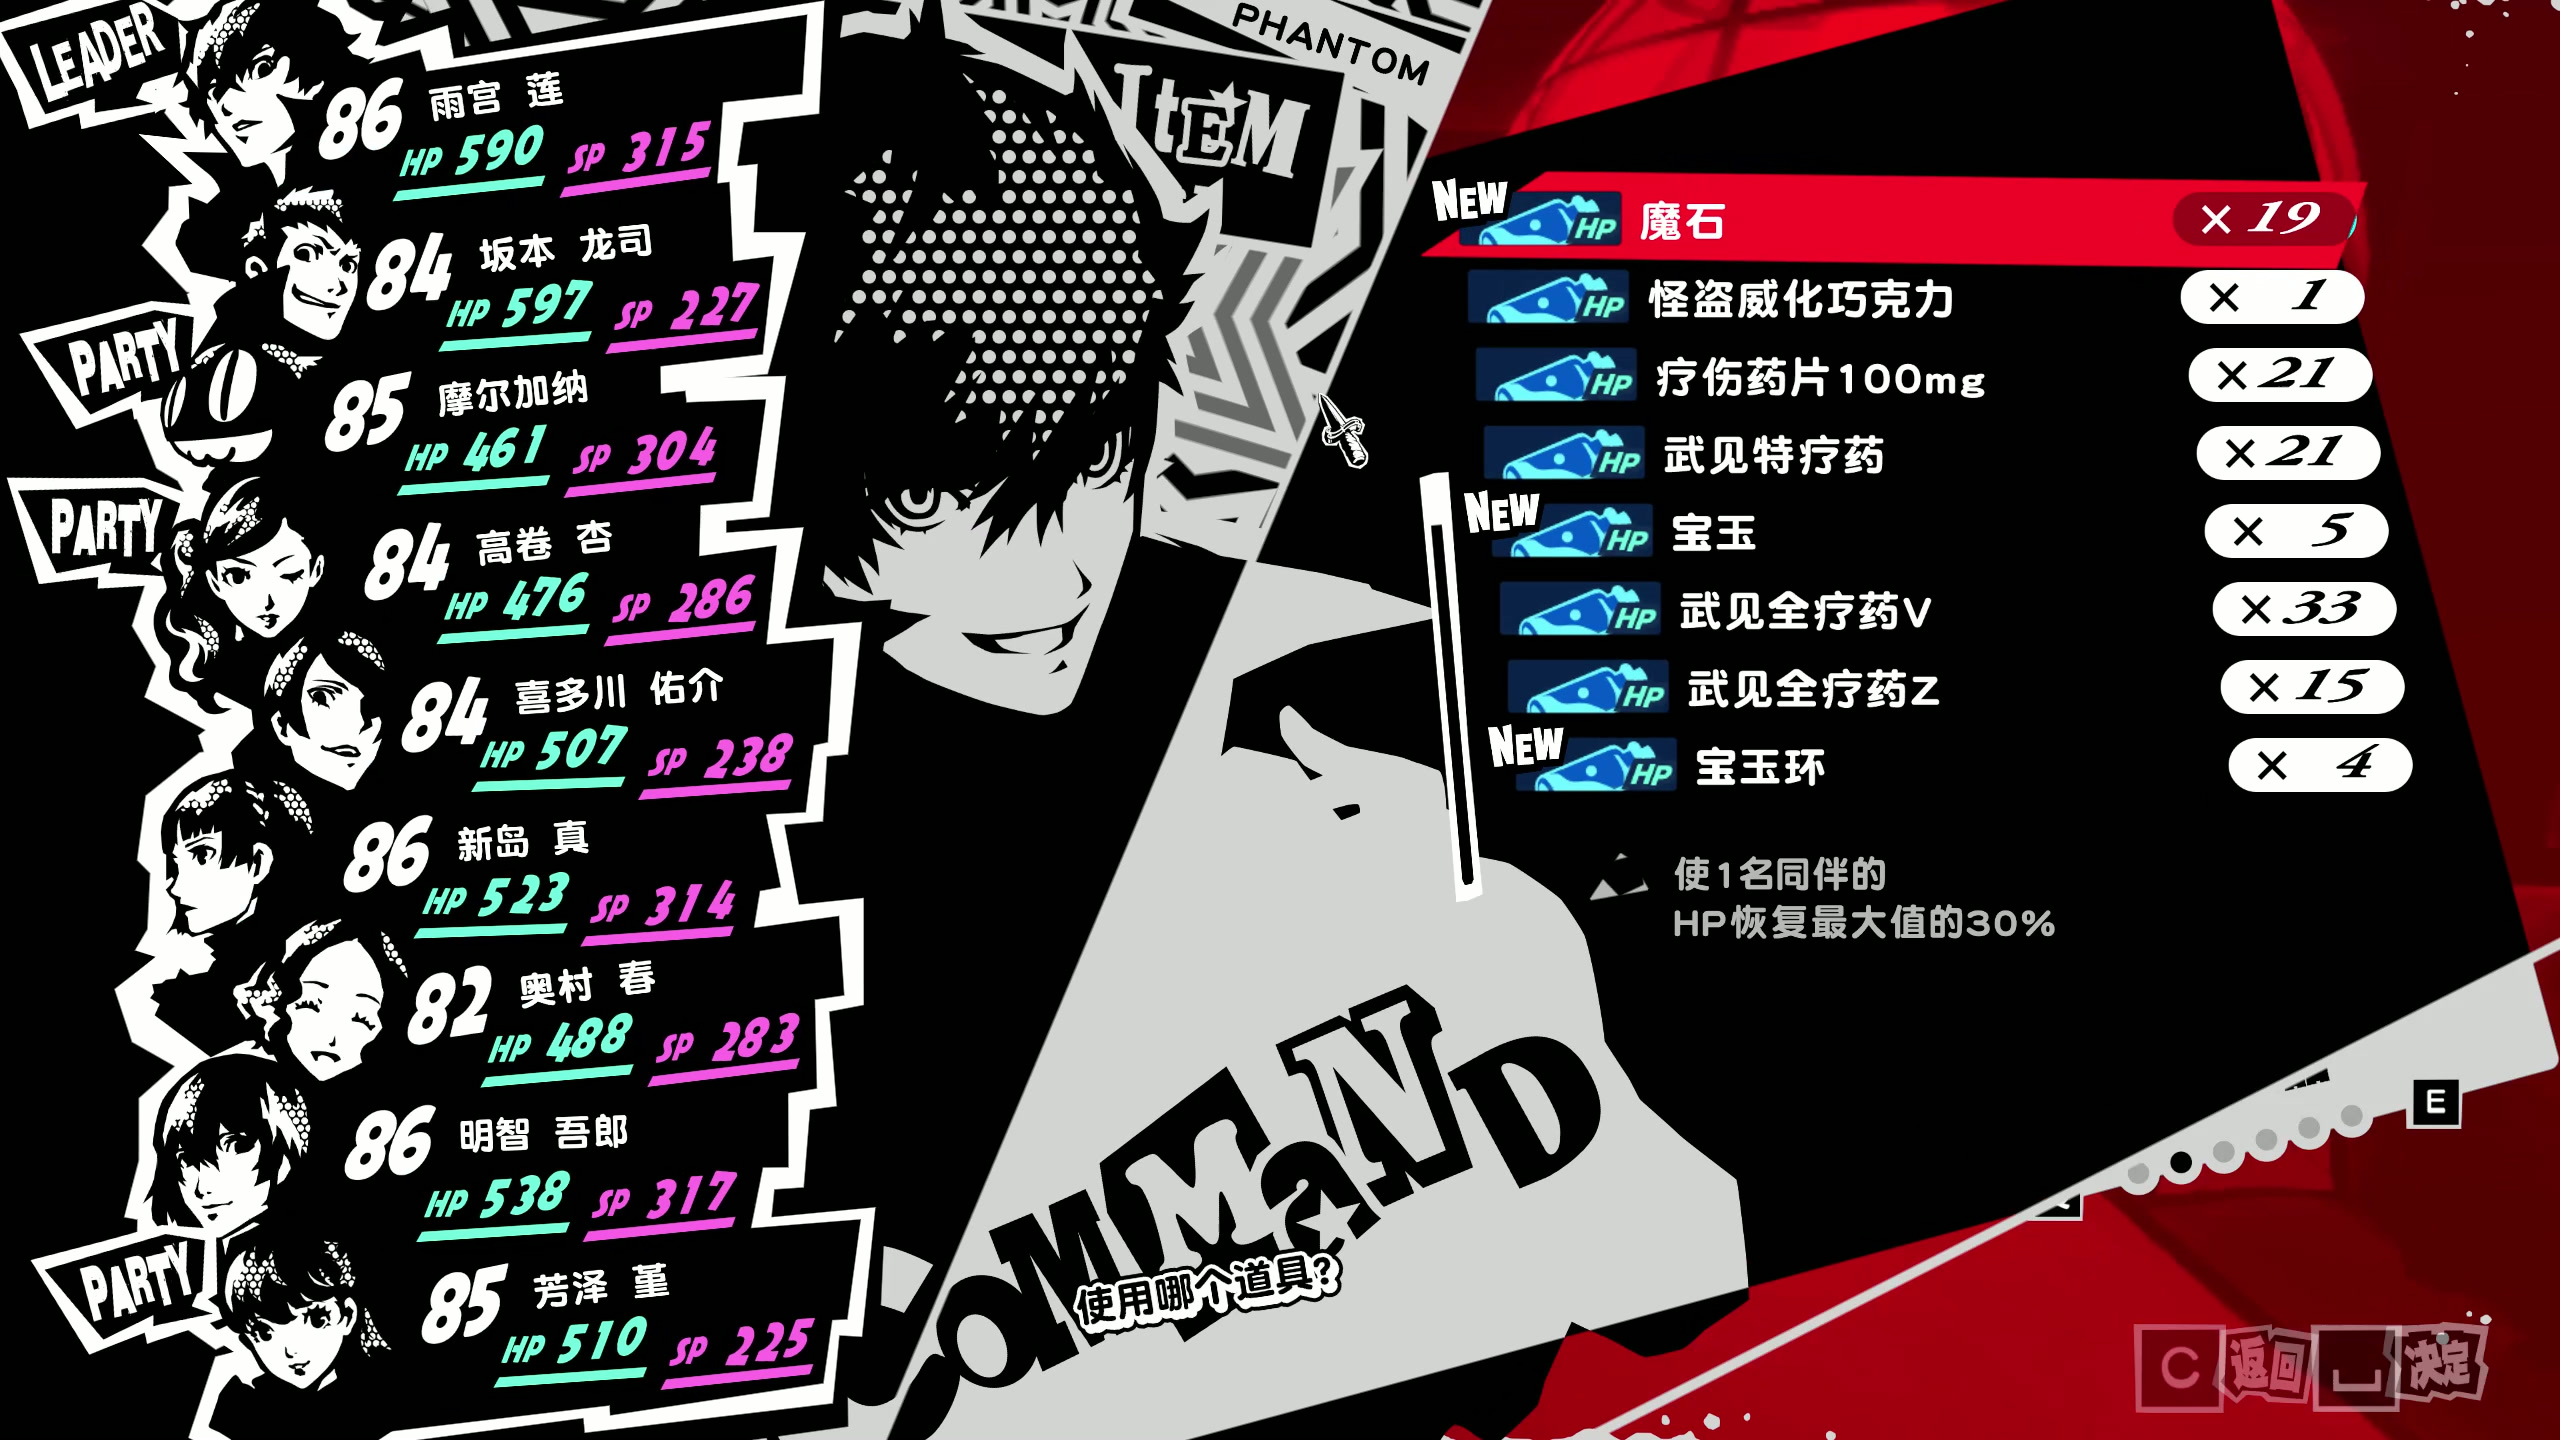 LEADER
86 雨宫 莲
HP 590 SP 315
84 坂本 龙司
HP 597 SP 227
PARTY
85 摩尔加纳
HP 461 SP 304
PARTY
84 高卷 杏
HP 476 SP 286
84 喜多川 佑介
HP 507 SP 238
86 新岛 真
HP 523 SP 314
82 奥村 春
HP 488 SP 283
86 明智 吾郎
HP 538 SP 317
PARTY
85 芳泽 堇
HP 510 SP 225
PHANTOM
ItEM
NEW HP 魔石 × 19
HP 怪盗威化巧克力 × 1
HP 疗伤药片100mg × 21
HP 武见特疗药 × 21
NEW HP 宝玉 × 5
HP 武见全疗药V × 33
HP 武见全疗药Z × 15
NEW HP 宝玉环 × 4
使1名同伴的
HP恢复最大值的30%
COMMaND
使用哪个道具?
E
C 返回 决定